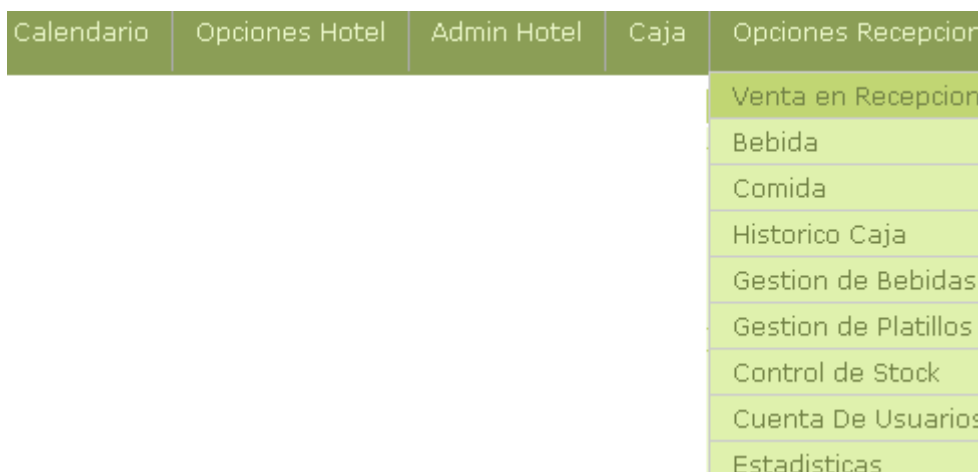 Calendario Opciones Hotel Admin Hotel Caja Opciones Recepcion
Venta en Recepcion
Bebida
Comida
Historico Caja
Gestion de Bebidas
Gestion de Platillos
Control de Stock
Cuenta De Usuarios
Estadisticas